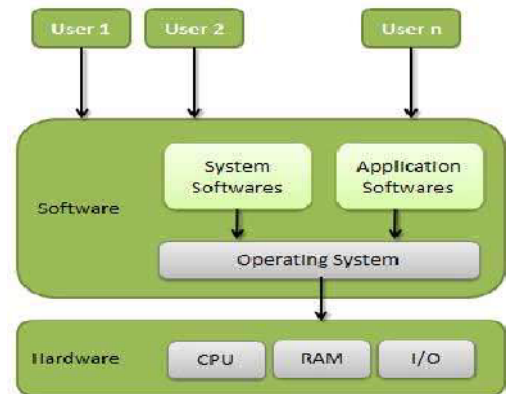 User 1
User 2
User n
System
Softwares
Application
Softwares
Software
Operating System
Hardware
CPU
RAM
I/O